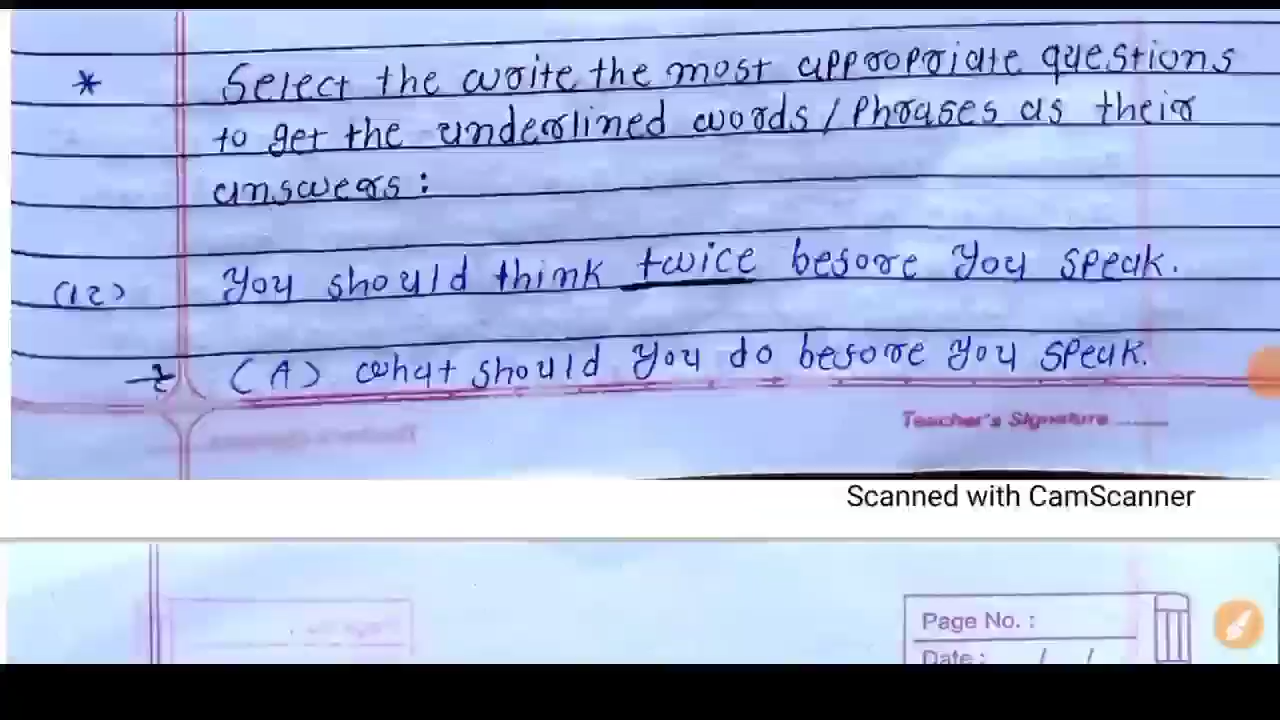 * Select the write the most appropriate questions
to get the underlined words / Phrases as their
answers :
(12) You should think twice before you speak.
→ (A) what should you do before you speak.
Teacher's Signature ..........
Scanned with CamScanner
Page No. :
Date : / /